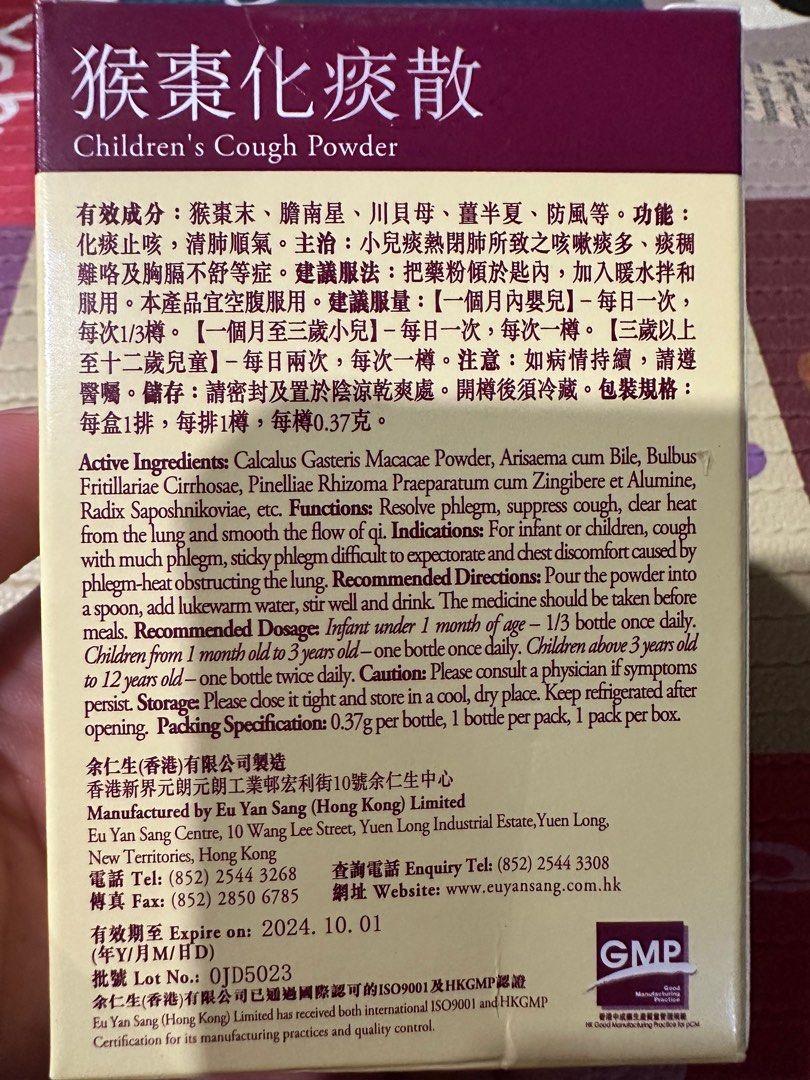 猴棗化痰散
Children's Cough Powder
有效成分：猴棗末、膽南星、川貝母、薑半夏、防風等。功能：
化痰止咳，清肺順氣。主治：小兒痰熱閉肺所致之咳嗽痰多、痰稠
難咯及胸膈不舒等症。建議服法：把藥粉傾於匙內，加入暖水拌和
服用。本產品宜空腹服用。建議服量：【一個月內嬰兒】– 每日一次，
每次1/3樽。【一個月至三歲小兒】– 每日一次，每次一樽。【三歲以上
至十二歲兒童】– 每日兩次，每次一樽。注意：如病情持續，請遵
醫囑。儲存：請密封及置於陰涼乾爽處。開樽後須冷藏。包裝規格：
每盒1排，每排1樽，每樽0.37克。
Active Ingredients: Calcalus Gasteris Macacae Powder, Arisaema cum Bile, Bulbus
Fritillariae Cirrhosae, Pinelliae Rhizoma Praeparatum cum Zingibere et Alumine,
Radix Saposhnikoviae, etc. Functions: Resolve phlegm, suppress cough, clear heat
from the lung and smooth the flow of qi. Indications: For infant or children, cough
with much phlegm, sticky phlegm difficult to expectorate and chest discomfort caused by
phlegm-heat obstructing the lung. Recommended Directions: Pour the powder into
a spoon, add lukewarm water, stir well and drink. The medicine should be taken before
meals. Recommended Dosage: Infant under 1 month of age – 1/3 bottle once daily.
Children from 1 month old to 3 years old – one bottle once daily. Children above 3 years old
to 12 years old – one bottle twice daily. Caution: Please consult a physician if symptoms
persist. Storage: Please close it tight and store in a cool, dry place. Keep refrigerated after
opening. Packing Specification: 0.37g per bottle, 1 bottle per pack, 1 pack per box.
余仁生(香港)有限公司製造
香港新界元朗元朗工業邨宏利街10號余仁生中心
Manufactured by Eu Yan Sang (Hong Kong) Limited
Eu Yan Sang Centre, 10 Wang Lee Street, Yuen Long Industrial Estate,Yuen Long,
New Territories, Hong Kong
電話 Tel: (852) 2544 3268 查詢電話 Enquiry Tel: (852) 2544 3308
傳真 Fax: (852) 2850 6785 網址 Website: www.euyansang.com.hk
有效期至 Expire on: 2024. 10. 01
(年Y/月M/日D)
批號 Lot No.: 0JD5023
余仁生(香港)有限公司已通過國際認可的ISO9001及HKGMP認證
Eu Yan Sang (Hong Kong) Limited has received both international ISO9001 and HKGMP
Certification for its manufacturing practices and quality control.
GMP
Good
Manufacturing
Practice
香港中成藥生產質量管理規範
HK Good Manufacturing Practice for pCM